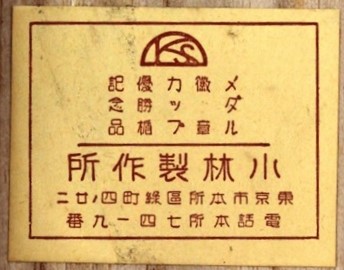 KS
メダル
徽章
カップ
優勝楯
記念品
小林製作所
東京市本所區緑町四ノ廿二
電話本所七四一九番